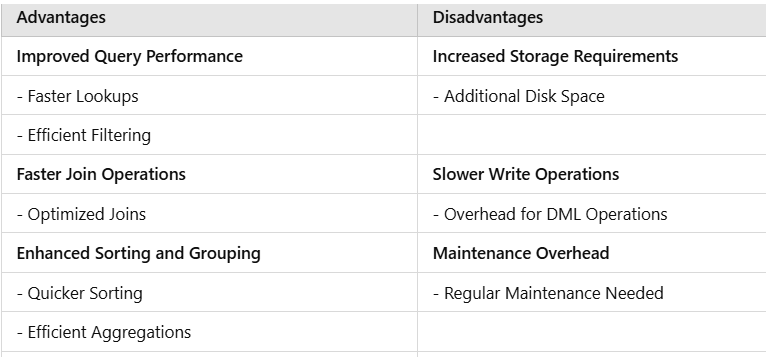 Advantages Disadvantages
Improved Query Performance Increased Storage Requirements
- Faster Lookups - Additional Disk Space
- Efficient Filtering
Faster Join Operations Slower Write Operations
- Optimized Joins - Overhead for DML Operations
Enhanced Sorting and Grouping Maintenance Overhead
- Quicker Sorting - Regular Maintenance Needed
- Efficient Aggregations